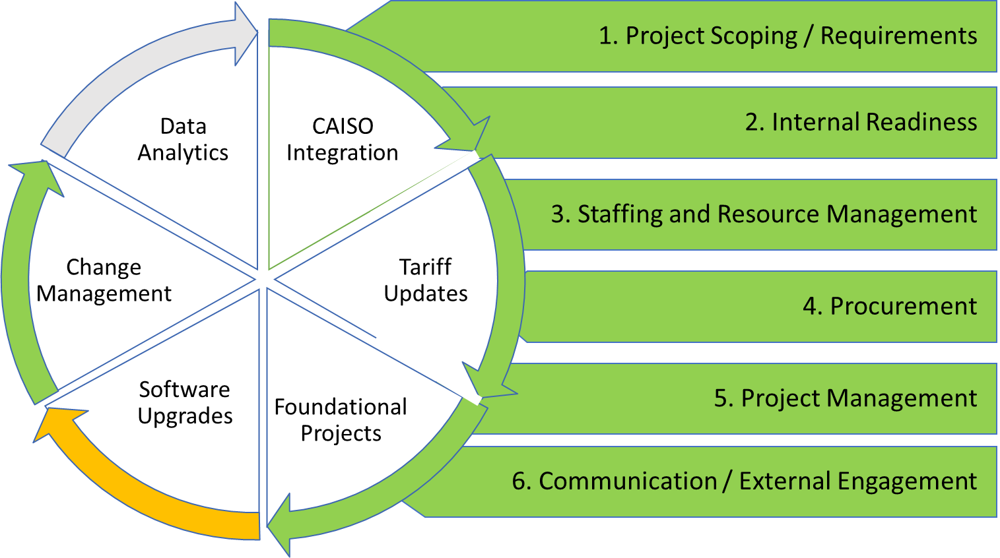 Data
Analytics
CAISO
Integration
Change
Management
Tariff
Updates
Software
Upgrades
Foundational
Projects
1. Project Scoping / Requirements
2. Internal Readiness
3. Staffing and Resource Management
4. Procurement
5. Project Management
6. Communication / External Engagement